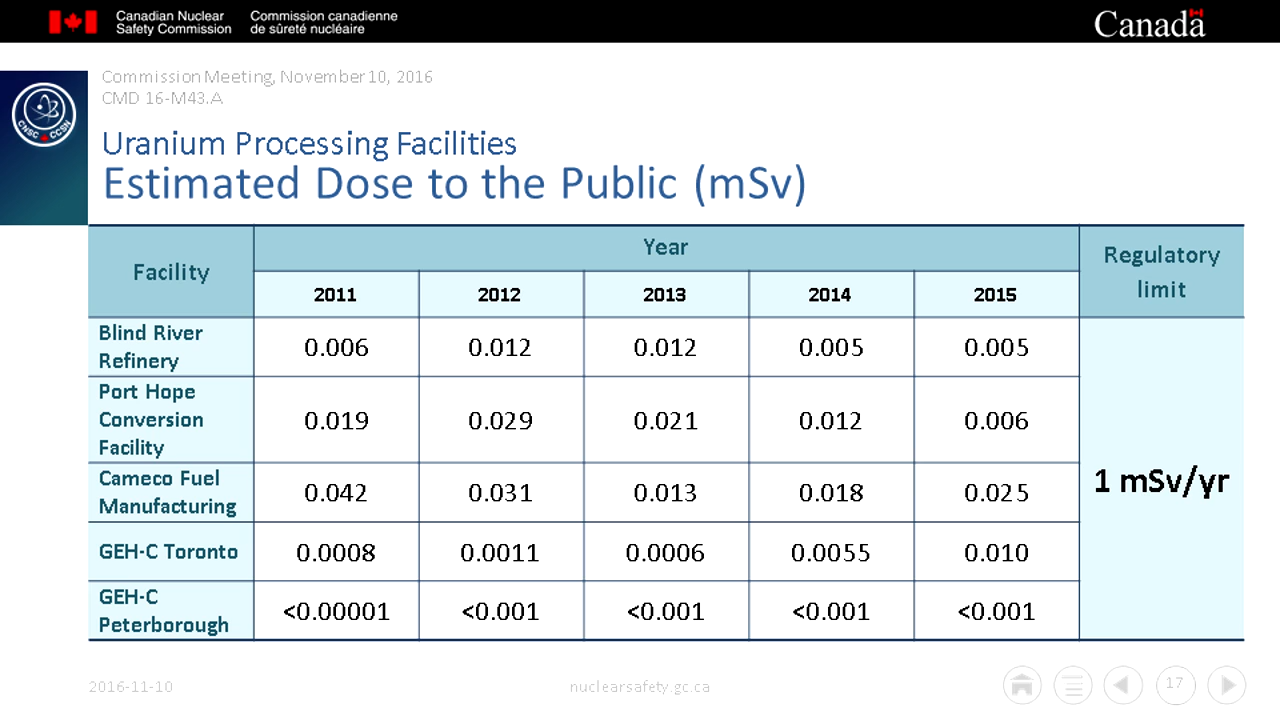 Canadian Nuclear Safety Commission
Commission canadienne de sûreté nucléaire
Canada
Commission Meeting, November 10, 2016
CMD 16-M43.A
CNSC CCSN
Uranium Processing Facilities
Estimated Dose to the Public (mSv)
Facility Year Regulatory limit
2011 2012 2013 2014 2015
Blind River Refinery 0.006 0.012 0.012 0.005 0.005
Port Hope Conversion Facility 0.019 0.029 0.021 0.012 0.006
Cameco Fuel Manufacturing 0.042 0.031 0.013 0.018 0.025
1 mSv/yr
GEH-C Toronto 0.0008 0.0011 0.0006 0.0055 0.010
GEH-C Peterborough <0.00001 <0.001 <0.001 <0.001 <0.001
2016-11-10 nuclearsafety.gc.ca 17